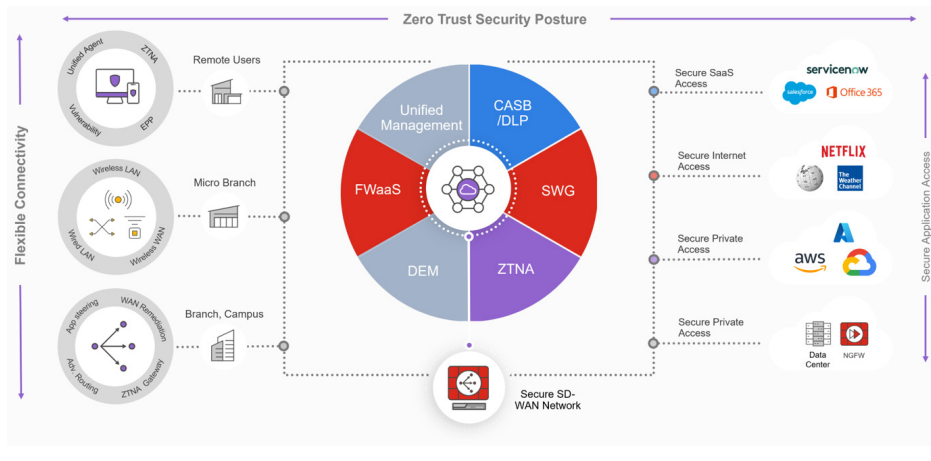 Zero Trust Security Posture
Flexible Connectivity
Unified Agent
ZTNA
Vulnerability
EPP
Remote Users
Wireless LAN
Wired LAN
Wireless WAN
Micro Branch
App steering
WAN Remediation
Adv. Routing
ZTNA Gateway
Branch, Campus
Unified
Management
CASB
/DLP
FWaaS
SWG
DEM
ZTNA
Secure SD-
WAN Network
Secure SaaS
Access
servicenow
salesforce
Office 365
Secure Internet
Access
NETFLIX
The
Weather
Channel
Secure Private
Access
aws
Secure Private
Access
Data
Center
NGFW
Secure Application Access